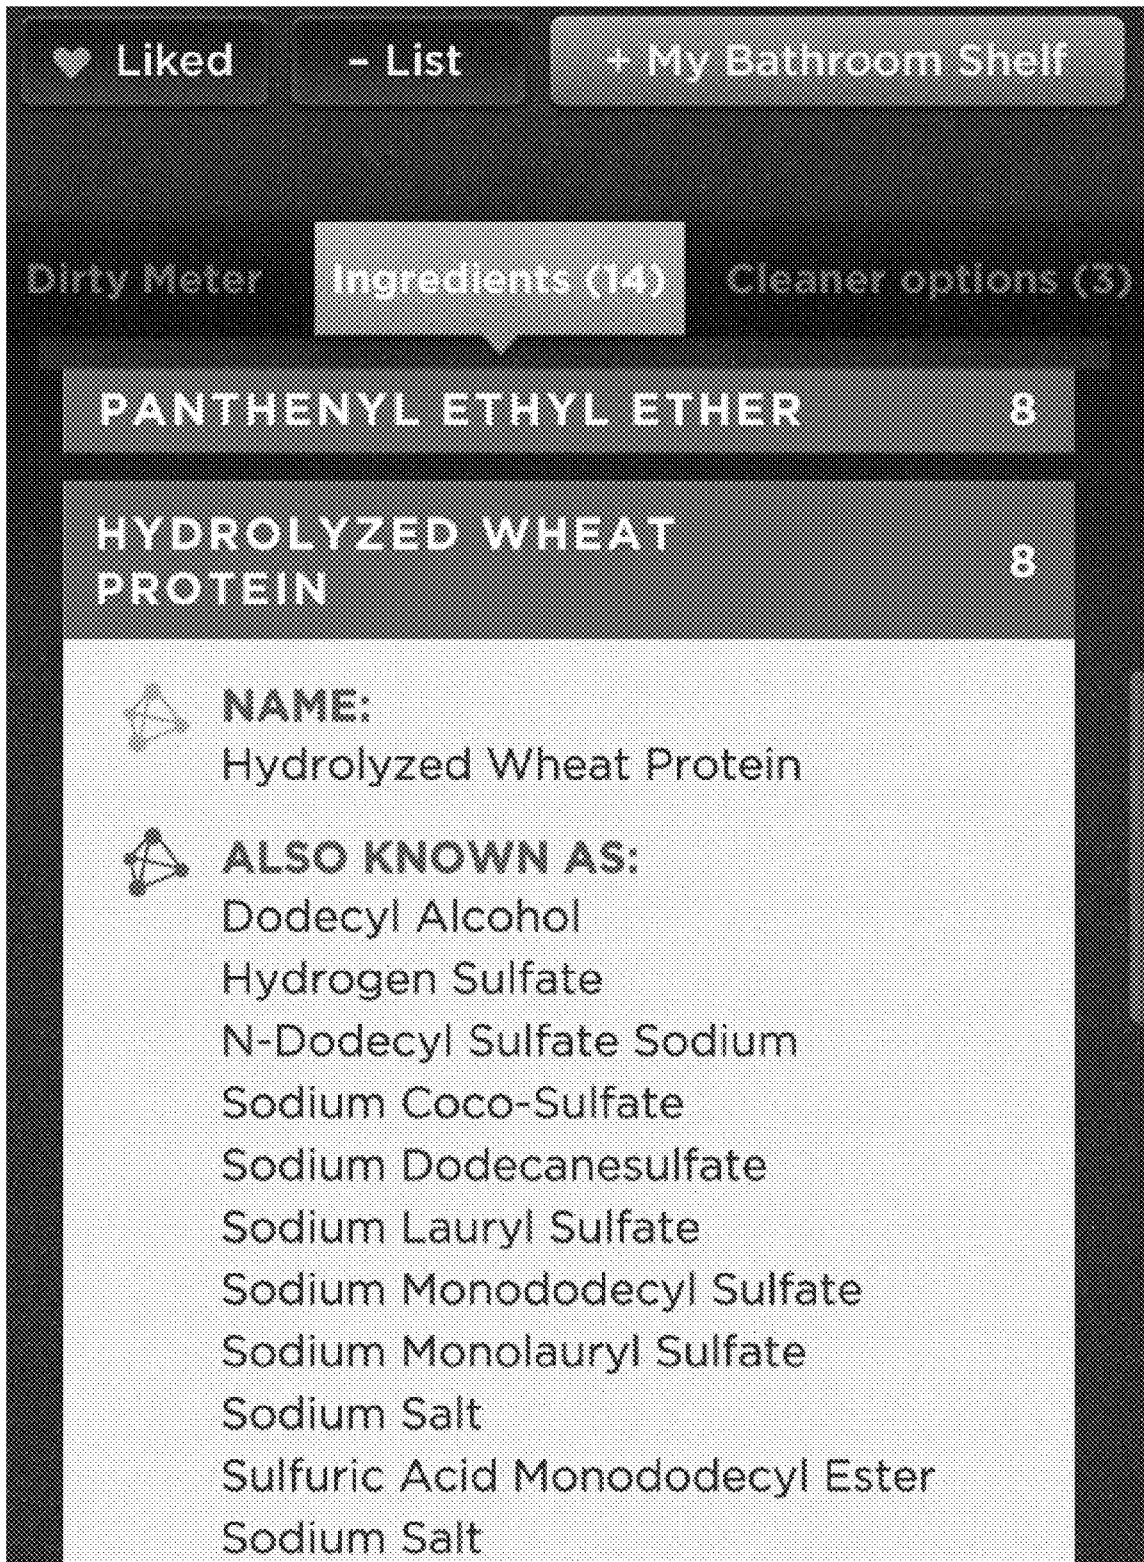 Liked
- List
+ My Bathroom Shelf
Dirty Meter
Ingredients (14)
Cleaner options (3)
PANTHENYL ETHYL ETHER 8
HYDROLYZED WHEAT
PROTEIN 8
NAME:
Hydrolyzed Wheat Protein
ALSO KNOWN AS:
Dodecyl Alcohol
Hydrogen Sulfate
N-Dodecyl Sulfate Sodium
Sodium Coco-Sulfate
Sodium Dodecanesulfate
Sodium Lauryl Sulfate
Sodium Monododecyl Sulfate
Sodium Monolauryl Sulfate
Sodium Salt
Sulfuric Acid Monododecyl Ester
Sodium Salt